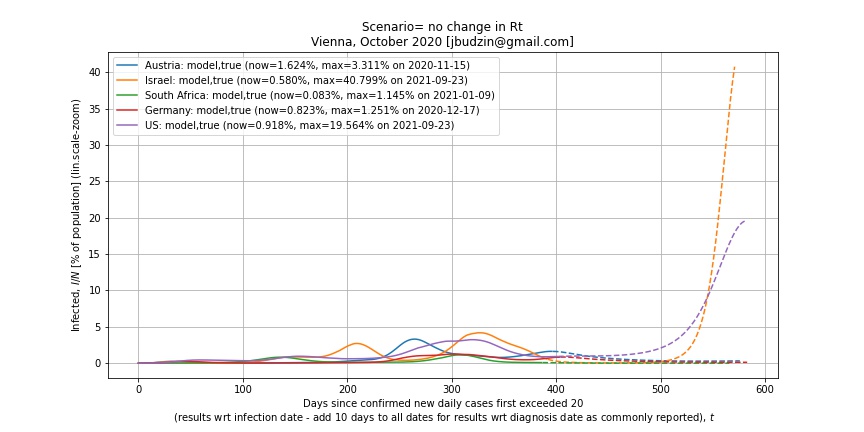 Scenario= no change in Rt
Vienna, October 2020 [jbudzin@gmail.com]
Austria: model,true (now=1.624%, max=3.311% on 2020-11-15)
Israel: model,true (now=0.580%, max=40.799% on 2021-09-23)
South Africa: model,true (now=0.083%, max=1.145% on 2021-01-09)
Germany: model,true (now=0.823%, max=1.251% on 2020-12-17)
US: model,true (now=0.918%, max=19.564% on 2021-09-23)
Infected, I/N [% of population] (lin.scale-zoom)
40
35
30
25
20
15
10
5
0
0 100 200 300 400 500 600
Days since confirmed new daily cases first exceeded 20
(results wrt infection date - add 10 days to all dates for results wrt diagnosis date as commonly reported), t